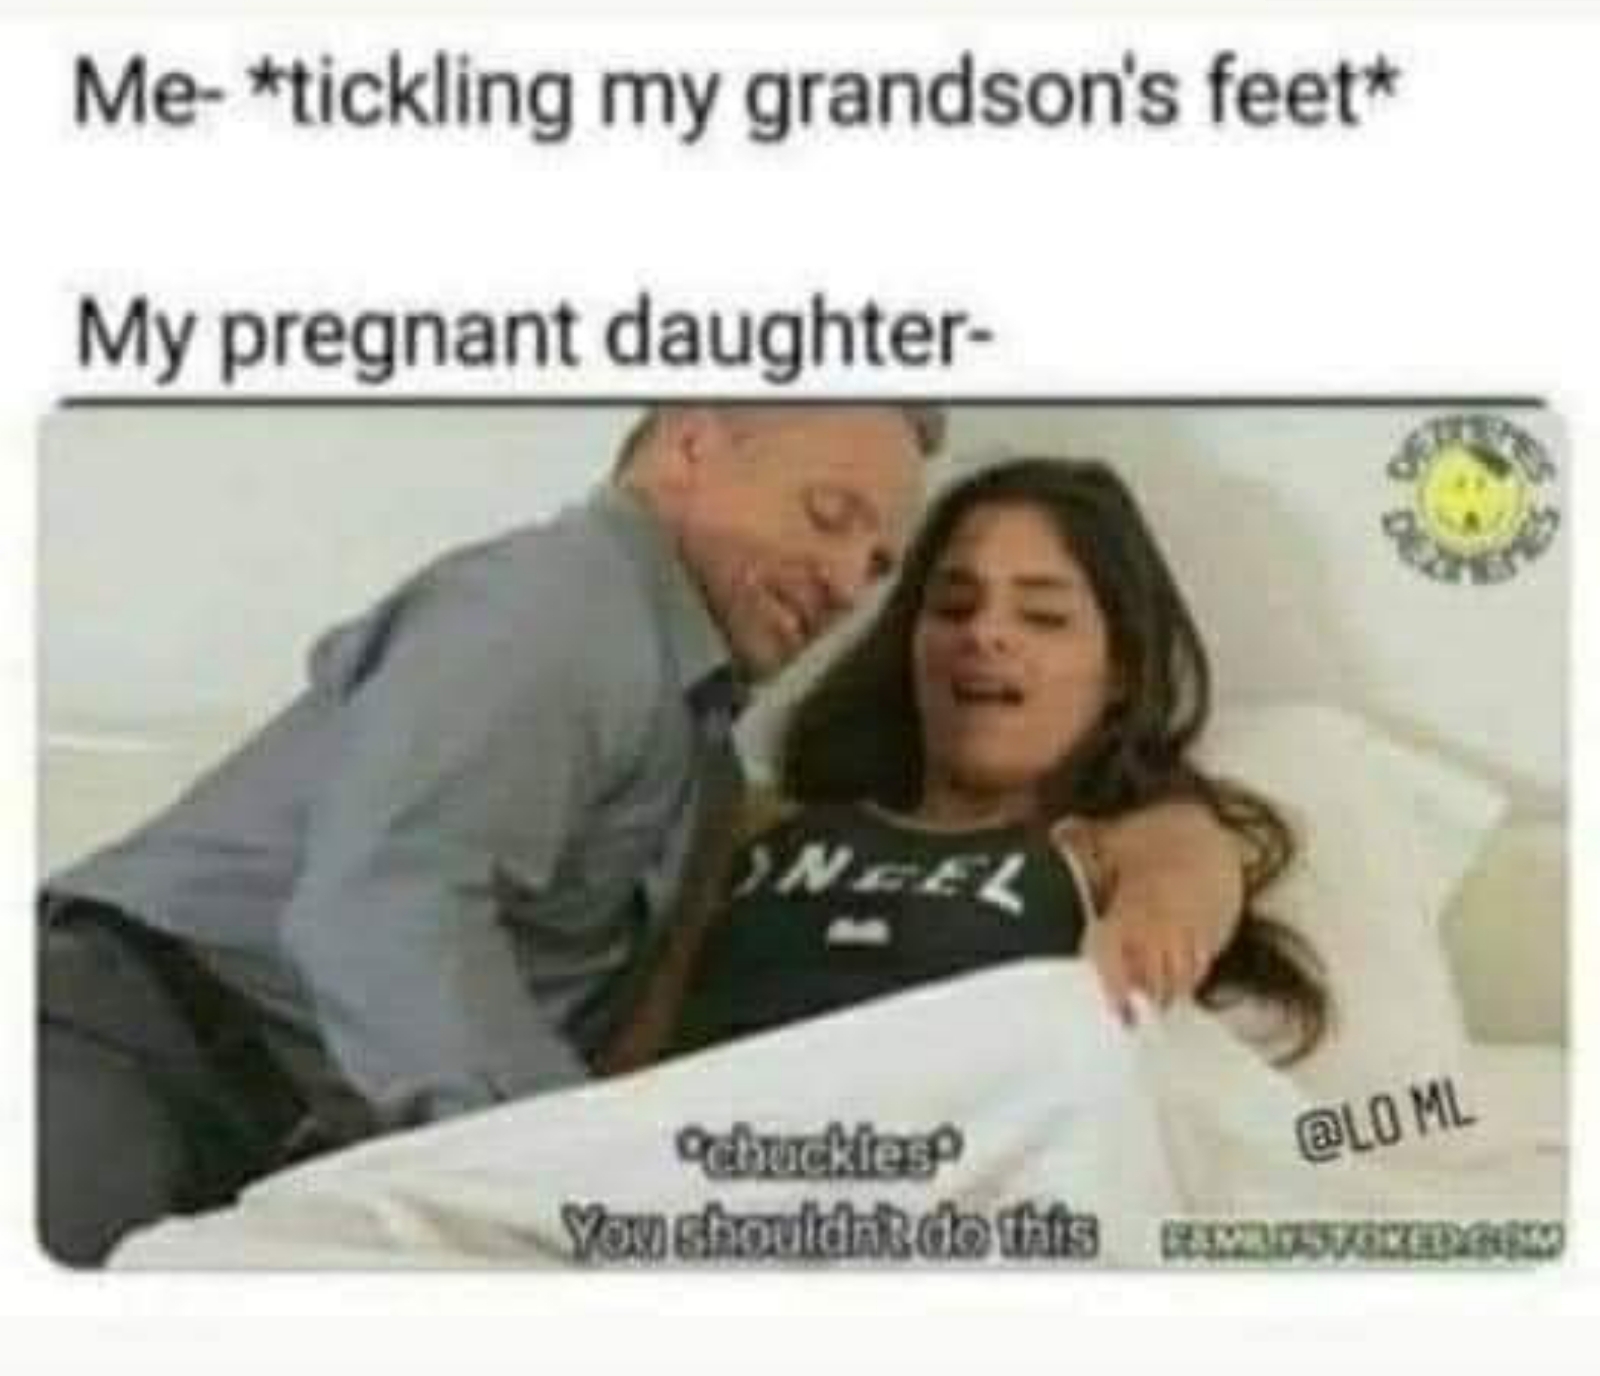 Me- *tickling my grandson's feet*
My pregnant daughter-
@LO ML
*chuckles*
You shouldn't do this